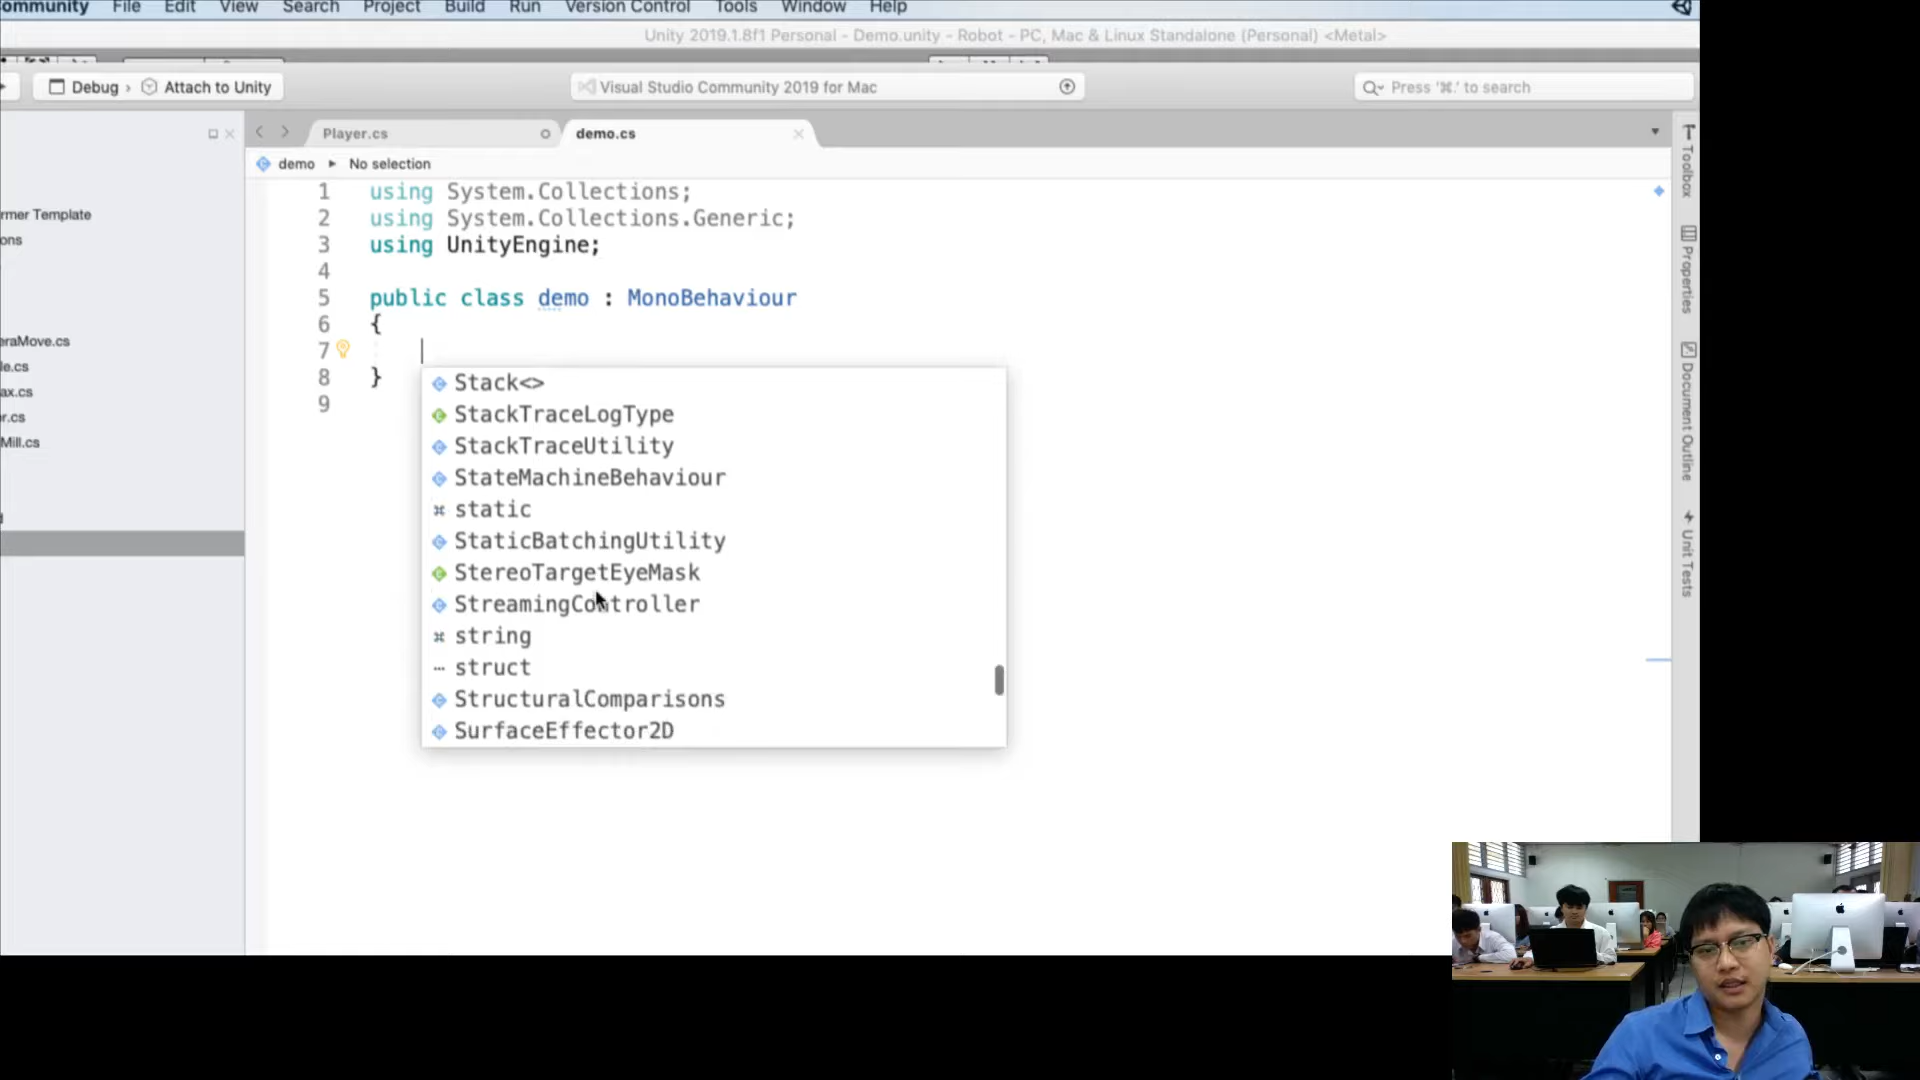 ommunity File Edit View Search Project Build Run Version Control Tools Window Help
Unity 2019.1.8f1 Personal - Demo.unity - Robot - PC, Mac & Linux Standalone (Personal) <Metal>
Debug › Attach to Unity
Visual Studio Community 2019 for Mac
Press '⌘.' to search
Player.cs
demo.cs
demo ▸ No selection
rmer Template
ons
eraMove.cs
le.cs
ax.cs
r.cs
Mill.cs
1 using System.Collections;
2 using System.Collections.Generic;
3 using UnityEngine;
4
5 public class demo : MonoBehaviour
6 {
7
8 }
9
Stack<>
StackTraceLogType
StackTraceUtility
StateMachineBehaviour
static
StaticBatchingUtility
StereoTargetEyeMask
StreamingController
string
struct
StructuralComparisons
SurfaceEffector2D
Toolbox
Properties
Document Outline
Unit Tests